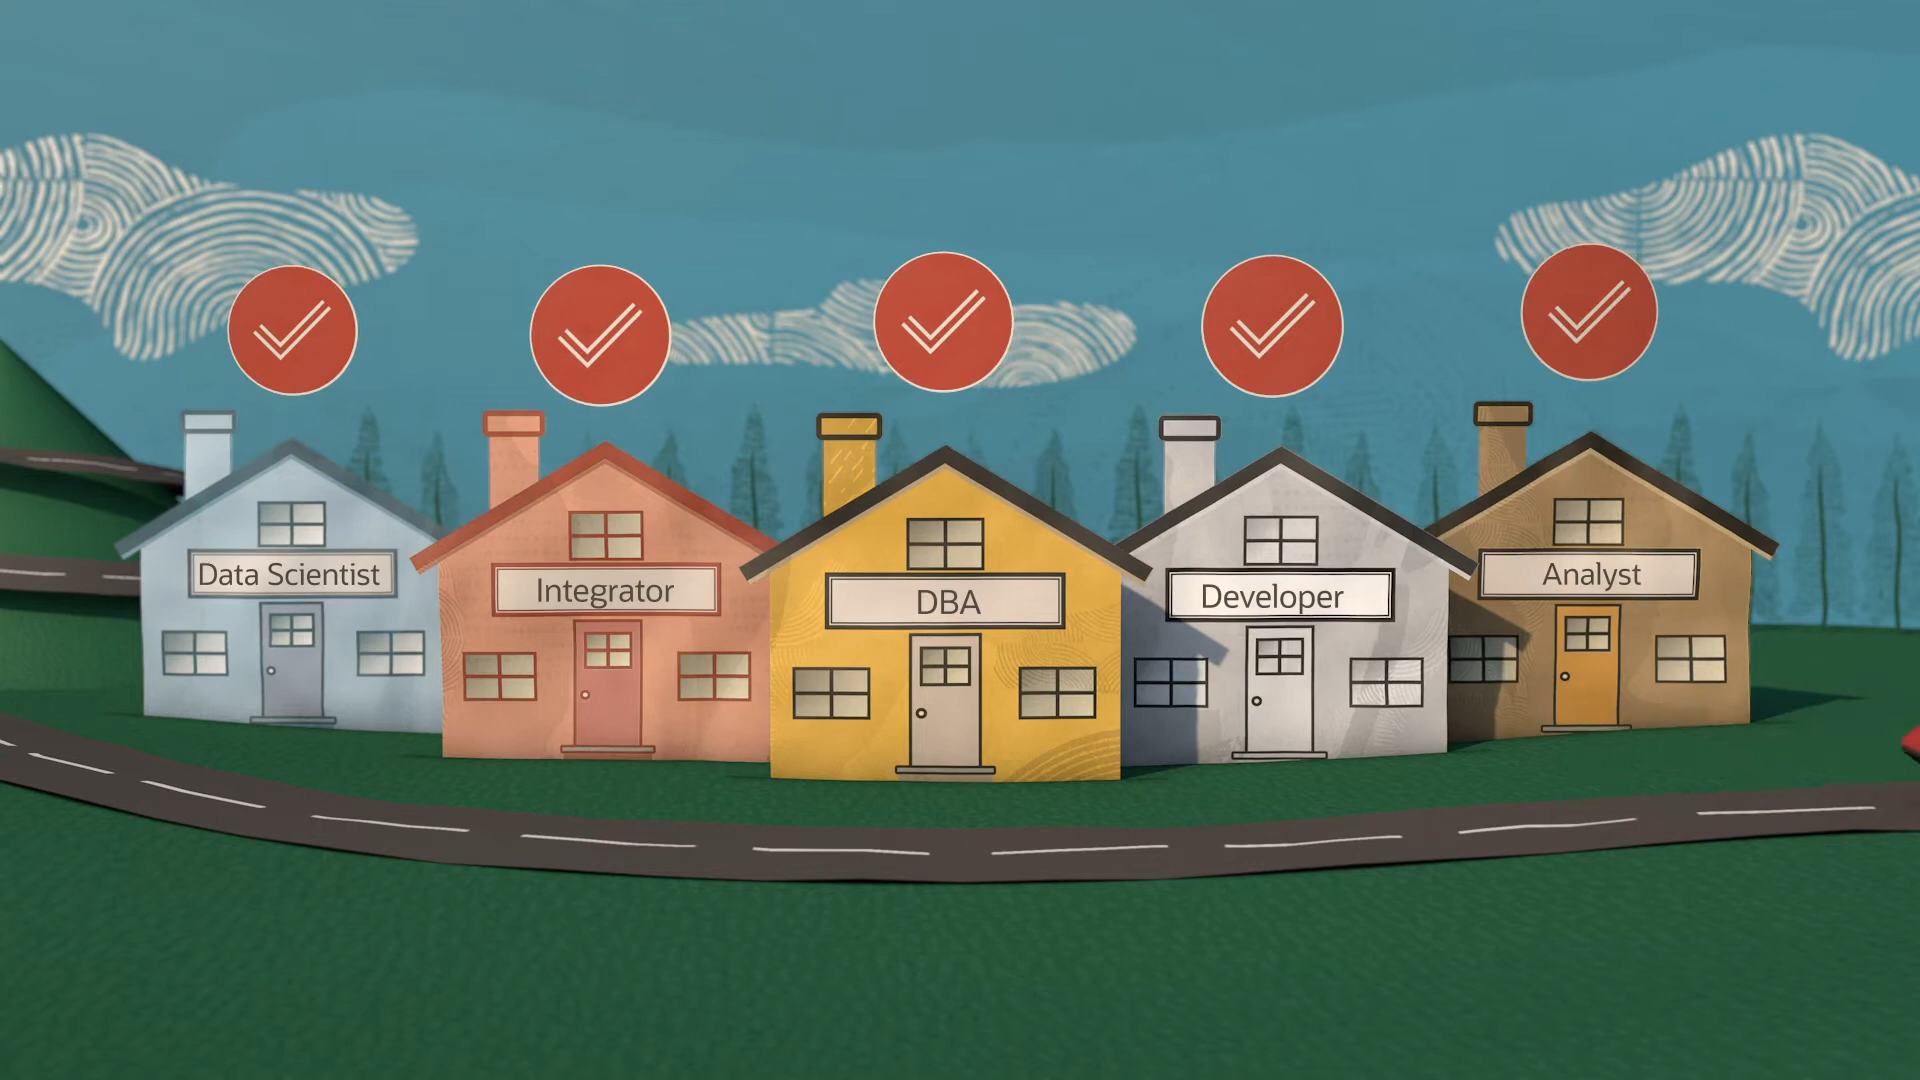 Data Scientist
Integrator
DBA
Developer
Analyst